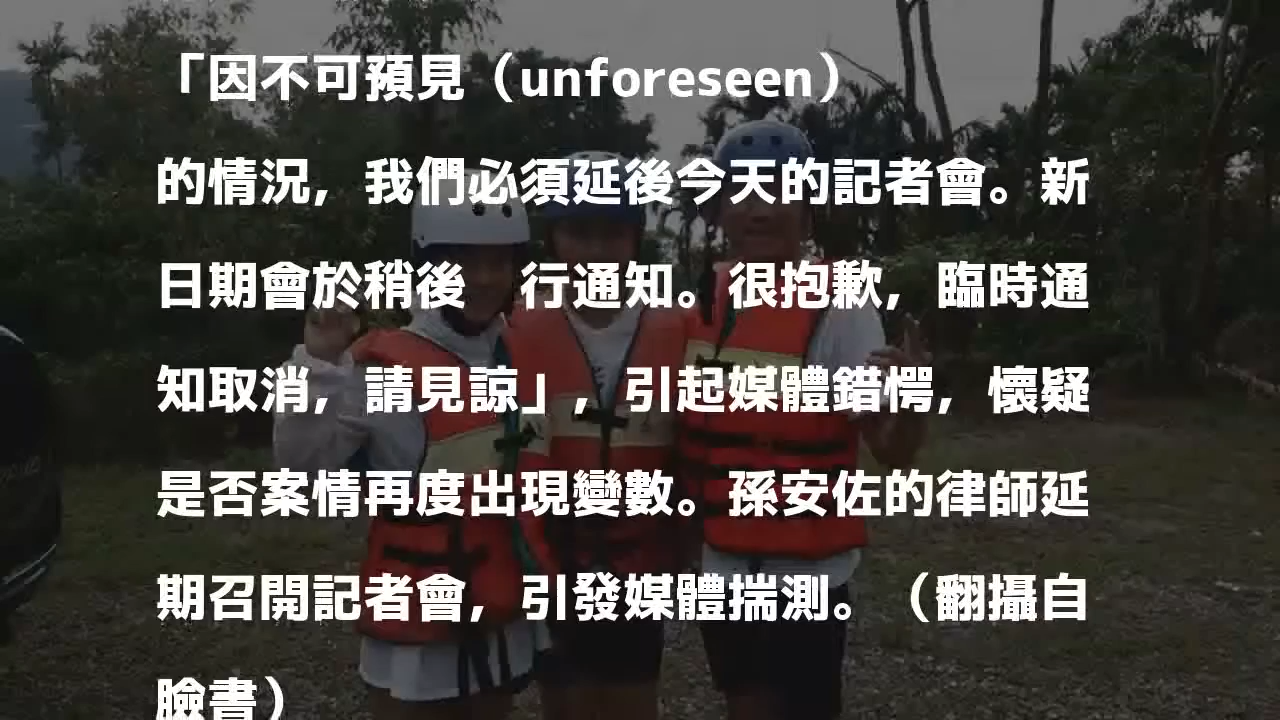 「因不可預見（unforeseen）
的情況，我們必須延後今天的記者會。新
日期會於稍後　行通知。很抱歉，臨時通
知取消，請見諒」，引起媒體錯愕，懷疑
是否案情再度出現變數。孫安佐的律師延
期召開記者會，引發媒體揣測。（翻攝自
臉書）